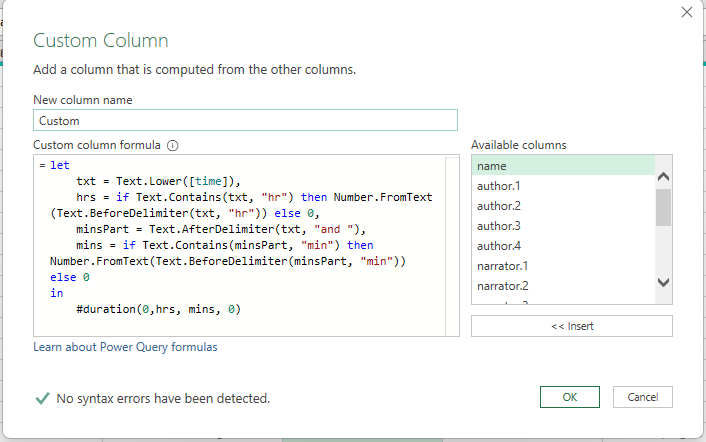 Custom Column
Add a column that is computed from the other columns.
New column name
Custom
Custom column formula
Available columns
= let
txt = Text.Lower([time]),
hrs = if Text.Contains(txt, "hr") then Number.FromText
(Text.BeforeDelimiter(txt, "hr")) else 0,
minsPart = Text.AfterDelimiter(txt, "and "),
mins = if Text.Contains(minsPart, "min") then
Number.FromText(Text.BeforeDelimiter(minsPart, "min"))
else 0
in
#duration(0,hrs, mins, 0)
name
author.1
author.2
author.3
author.4
narrator.1
narrator.2
<< Insert
Learn about Power Query formulas
No syntax errors have been detected.
OK
Cancel